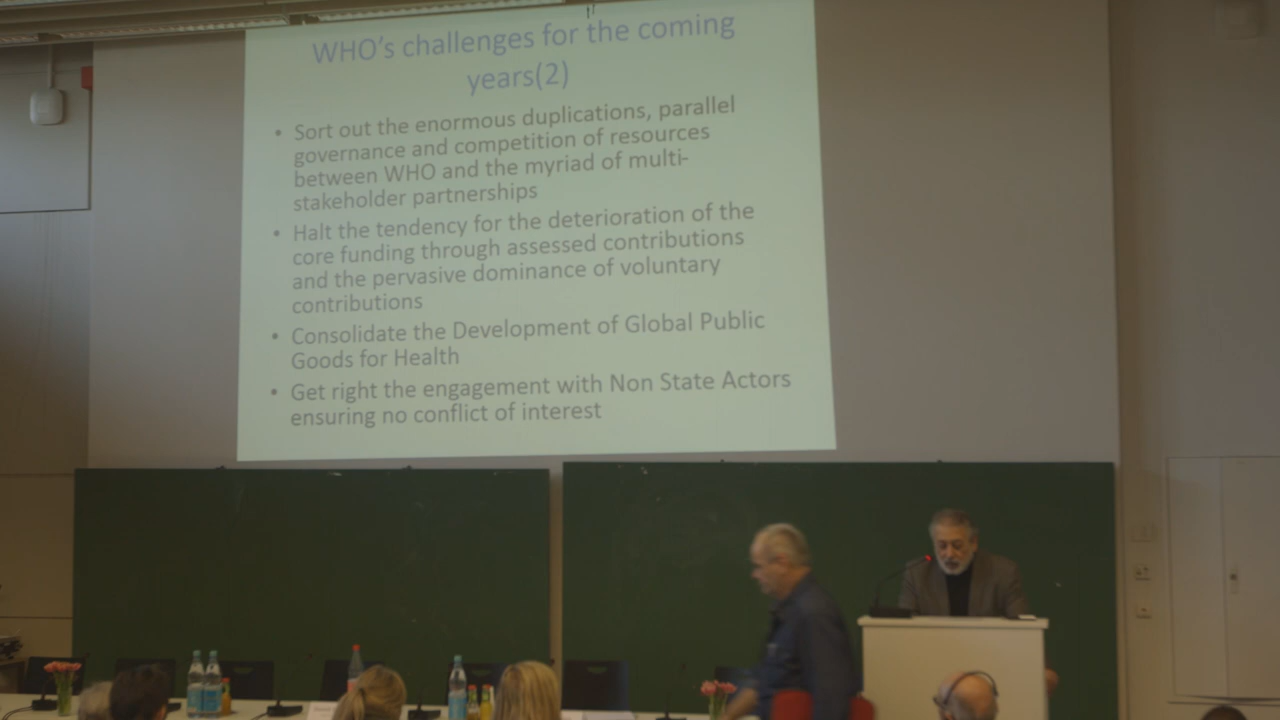 WHO's challenges for the coming
years(2)
• Sort out the enormous duplications, parallel
governance and competition of resources
between WHO and the myriad of multi-
stakeholder partnerships
• Halt the tendency for the deterioration of the
core funding through assessed contributions
and the pervasive dominance of voluntary
contributions
• Consolidate the Development of Global Public
Goods for Health
• Get right the engagement with Non State Actors
ensuring no conflict of interest